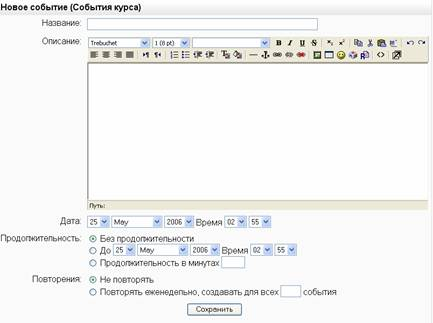 Новое событие (События курса)
Название:
Описание: Trebuchet 1 (8 pt) B I U S x₂ x²
Путь:
Дата: 25 May 2006 Время 02 55
Продолжительность: Без продолжительности
До 25 May 2006 Время 02 55
Продолжительность в минутах
Повторения: Не повторять
Повторять еженедельно, создавать для всех события
Сохранить